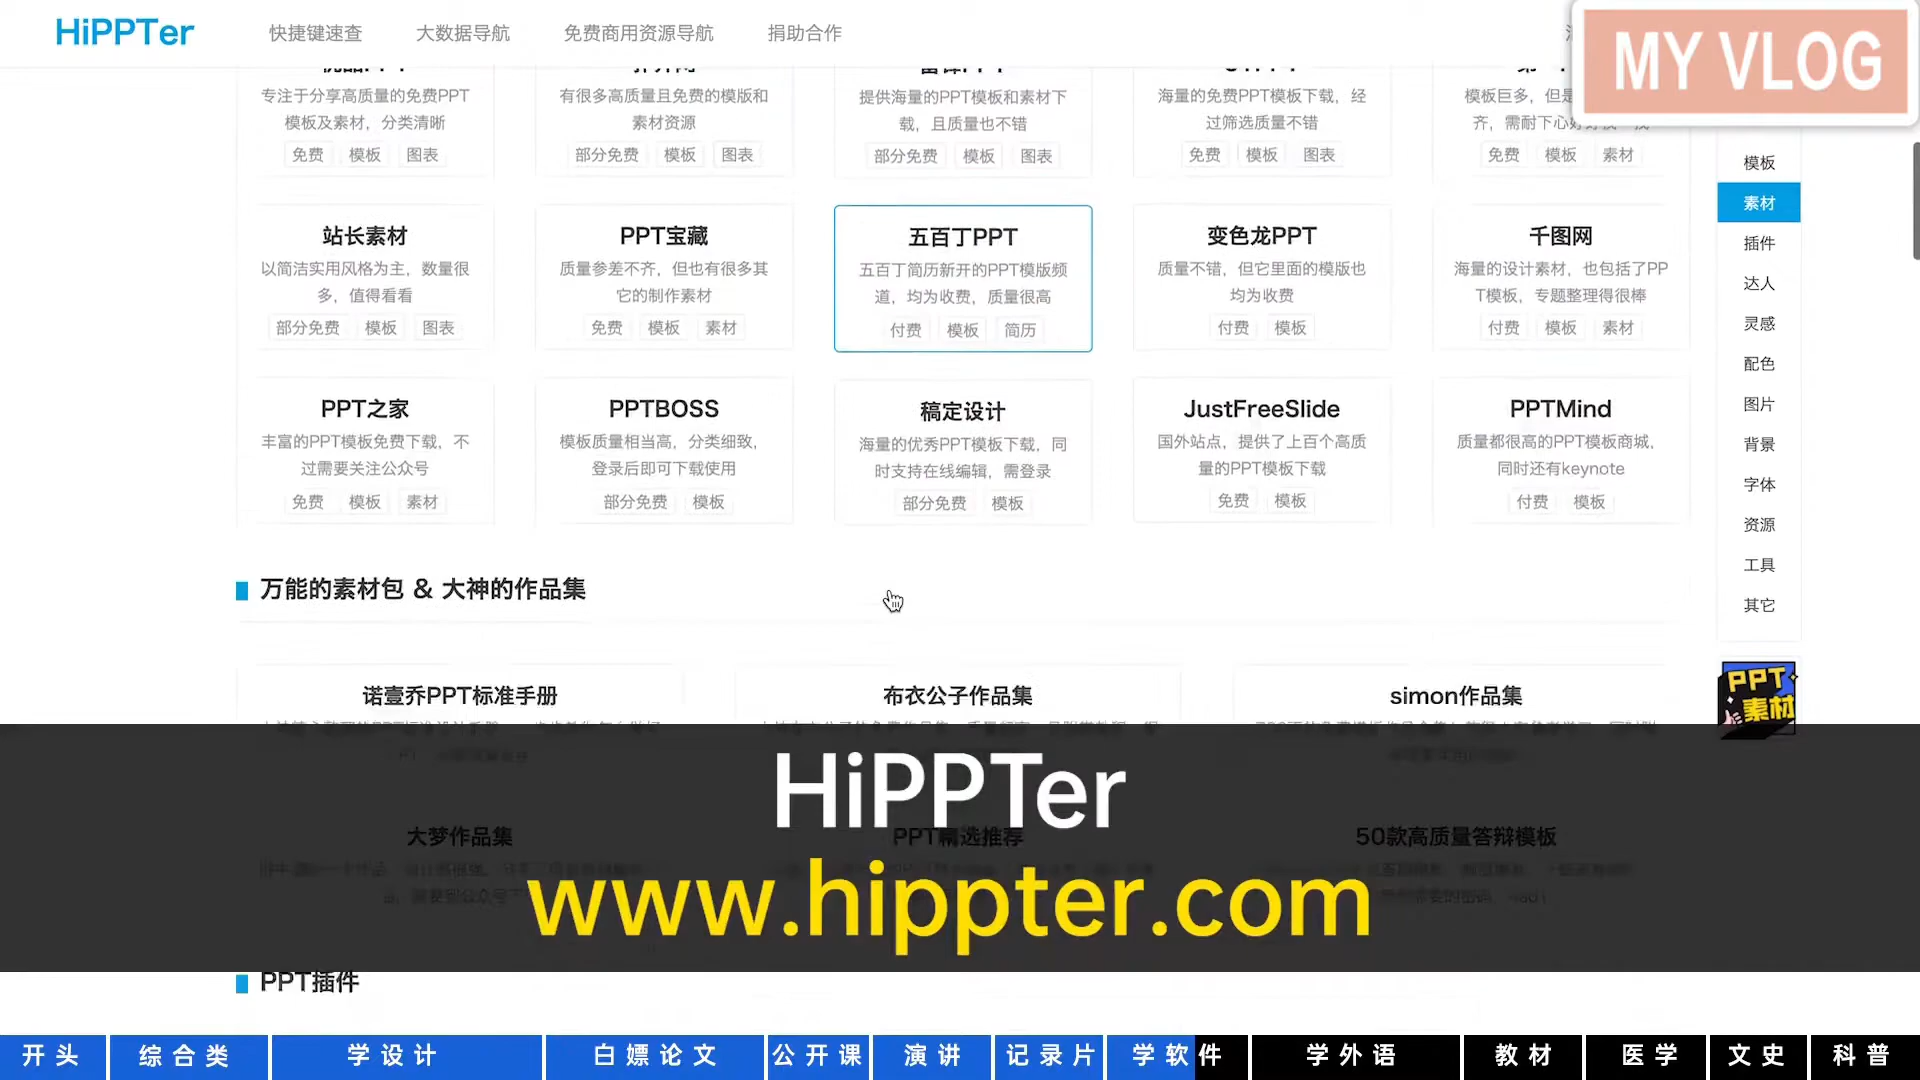 HiPPTer
快捷键速查
大数据导航
免费商用资源导航
捐助合作
MY VLOG
专注于分享高质量的免费PPT
模板及素材，分类清晰
免费 模板 图表
有很多高质量且免费的模版和
素材资源
部分免费 模板 图表
提供海量的PPT模板和素材下
载，且质量也不错
部分免费 模板 图表
海量的免费PPT模板下载，经
过筛选质量不错
免费 模板 图表
模板巨多，但是
齐，需耐下心
免费 模板 素材
站长素材
以简洁实用风格为主，数量很
多，值得看看
部分免费 模板 图表
PPT宝藏
质量参差不齐，但也有很多其
它的制作素材
免费 模板 素材
五百丁PPT
五百丁简历新开的PPT模版频
道，均为收费，质量很高
付费 模板 简历
变色龙PPT
质量不错，但它里面的模版也
均为收费
付费 模板
千图网
海量的设计素材，也包括了PP
T模板，专题整理得很棒
付费 模板 素材
PPT之家
丰富的PPT模板免费下载，不
过需要关注公众号
免费 模板 素材
PPTBOSS
模板质量相当高，分类细致，
登录后即可下载使用
部分免费 模板
稿定设计
海量的优秀PPT模板下载，同
时支持在线编辑，需登录
部分免费 模板
JustFreeSlide
国外站点，提供了上百个高质
量的PPT模板下载
免费 模板
PPTMind
质量都很高的PPT模板商城，
同时还有keynote
付费 模板
模板
素材
插件
达人
灵感
配色
图片
背景
字体
资源
工具
其它
PPT
素材
万能的素材包 & 大神的作品集
诺壹乔PPT标准手册
布衣公子作品集
simon作品集
大梦作品集
PPT精选推荐
50款高质量答辩模板
HiPPTer
www.hippter.com
PPT插件
开头 综合类 学设计 白嫖论文 公开课 演讲 记录片 学软件 学外语 教材 医学 文史 科普